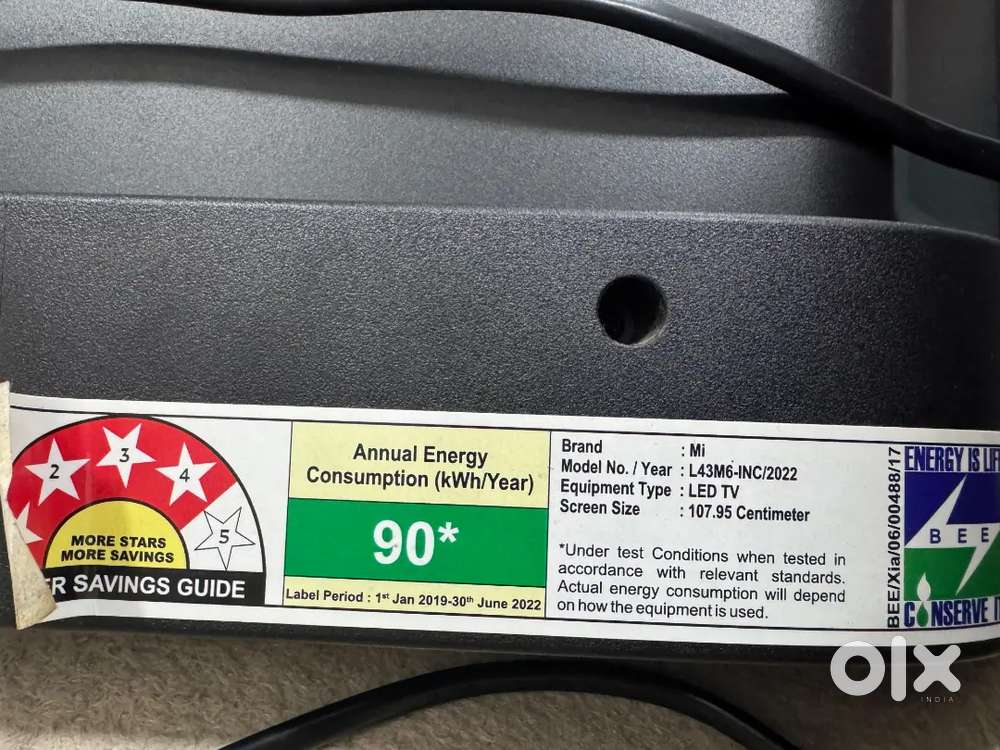 2
3
4
5
MORE STARS
MORE SAVINGS
ER SAVINGS GUIDE
Annual Energy
Consumption (kWh/Year)
90*
Label Period : 1st Jan 2019-30th June 2022
Brand : Mi
Model No. / Year : L43M6-INC/2022
Equipment Type : LED TV
Screen Size : 107.95 Centimeter
*Under test Conditions when tested in
accordance with relevant standards.
Actual energy consumption will depend
on how the equipment is used.
BEE/Xia/06/00488/17
ENERGY IS LIF
BEE
CONSERVE I
olx
INDIA